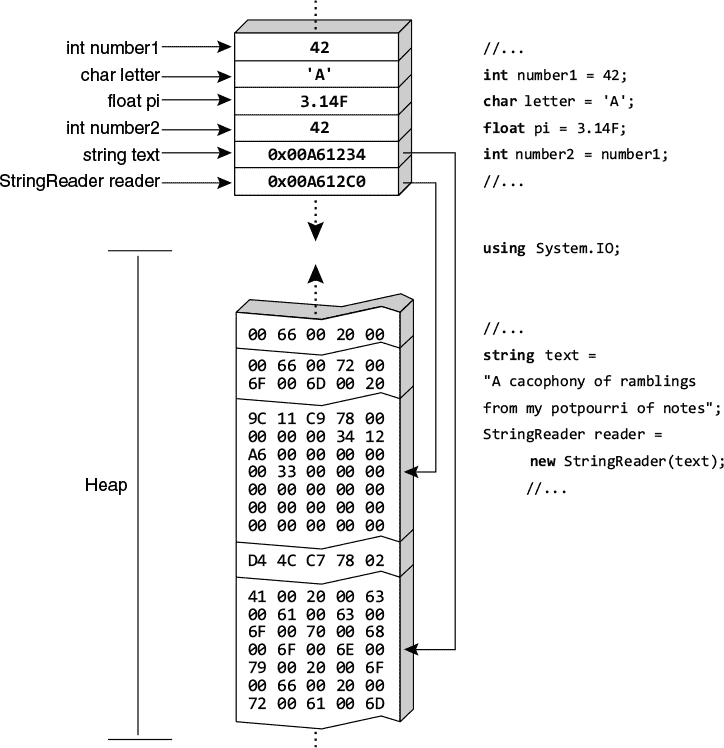 int number1
char letter
float pi
int number2
string text
StringReader reader
42
'A'
3.14F
42
0x00A61234
0x00A612C0
//...
int number1 = 42;
char letter = 'A';
float pi = 3.14F;
int number2 = number1;
//...
using System.IO;
//...
string text =
"A cacophony of ramblings
from my potpourri of notes";
StringReader reader =
new StringReader(text);
//...
Heap
00 66 00 20 00
00 66 00 72 00
6F 00 6D 00 20
9C 11 C9 78 00
00 00 00 34 12
A6 00 00 00 00
00 33 00 00 00
00 00 00 00 00
00 00 00 00 00
00 00 00 00 00
D4 4C C7 78 02
41 00 20 00 63
00 61 00 63 00
6F 00 70 00 68
00 6F 00 6E 00
79 00 20 00 6F
00 66 00 20 00
72 00 61 00 6D